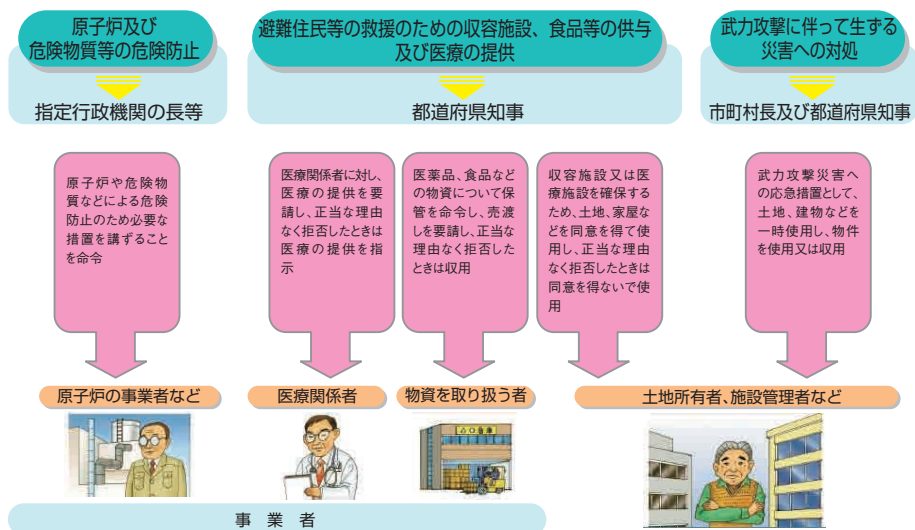 原子炉及び
危険物質等の危険防止
指定行政機関の長等
避難住民等の救援のための収容施設、食品等の供与
及び医療の提供
都道府県知事
武力攻撃に伴って生ずる
災害への対処
市町村長及び都道府県知事
原子炉や危険物
質などによる危険
防止のため必要な
措置を講ずること
を命令
医療関係者に対し、
医療の提供を要
請し、正当な理由
なく拒否したときは
医療の提供を指
示
医薬品、食品など
の物資について保
管を命令し、売渡
しを要請し、正当な
理由なく拒否した
ときは収用
収容施設又は医
療施設を確保する
ため、土地、家屋な
どを同意を得て使
用し、正当な理由な
く拒否したときは
同意を得ないで使
用
武力攻撃災害へ
の応急措置として、
土地、建物などを
一時使用し、物件
を使用又は収用
原子炉の事業者など
医療関係者
物資を取り扱う者
土地所有者、施設管理者など
事業者